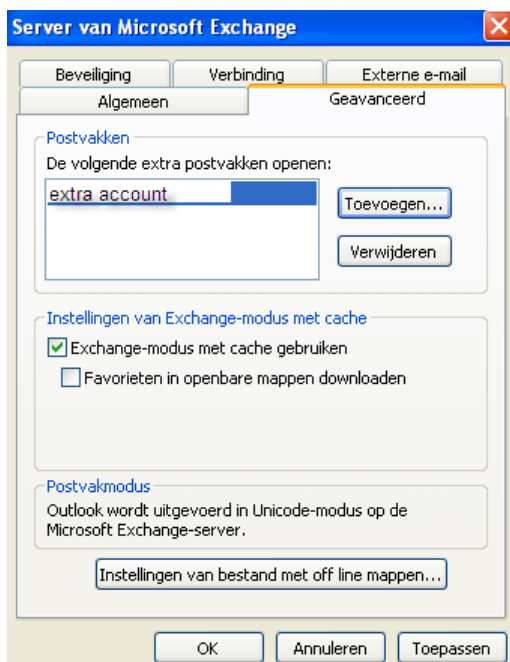 Server van Microsoft Exchange
Beveiliging
Verbinding
Externe e-mail
Algemeen
Geavanceerd
Postvakken
De volgende extra postvakken openen:
extra account
Toevoegen...
Verwijderen
Instellingen van Exchange-modus met cache
Exchange-modus met cache gebruiken
Favorieten in openbare mappen downloaden
Postvakmodus
Outlook wordt uitgevoerd in Unicode-modus op de
Microsoft Exchange-server.
Instellingen van bestand met off line mappen...
OK
Annuleren
Toepassen